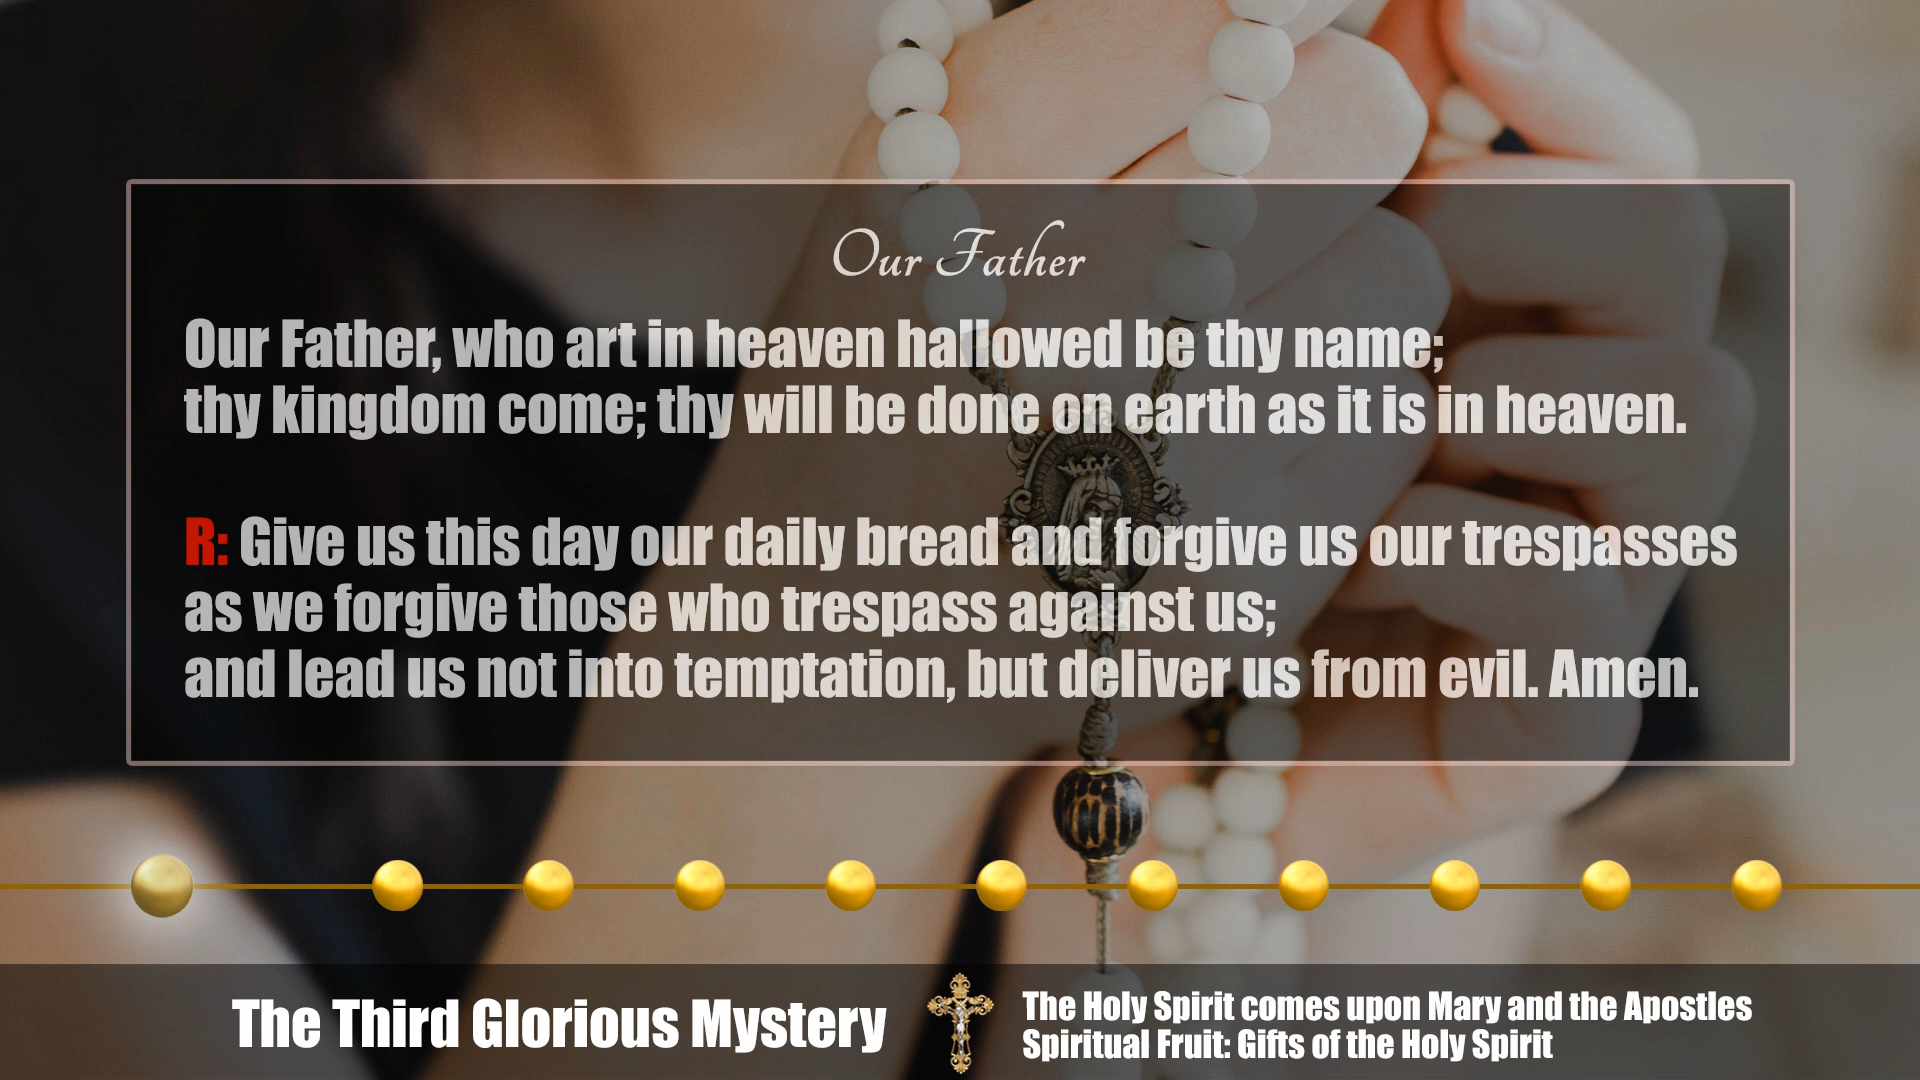 Our Father
Our Father, who art in heaven hallowed be thy name;
thy kingdom come; thy will be done on earth as it is in heaven.
R: Give us this day our daily bread and forgive us our trespasses
as we forgive those who trespass against us;
and lead us not into temptation, but deliver us from evil. Amen.
The Third Glorious Mystery
The Holy Spirit comes upon Mary and the Apostles
Spiritual Fruit: Gifts of the Holy Spirit